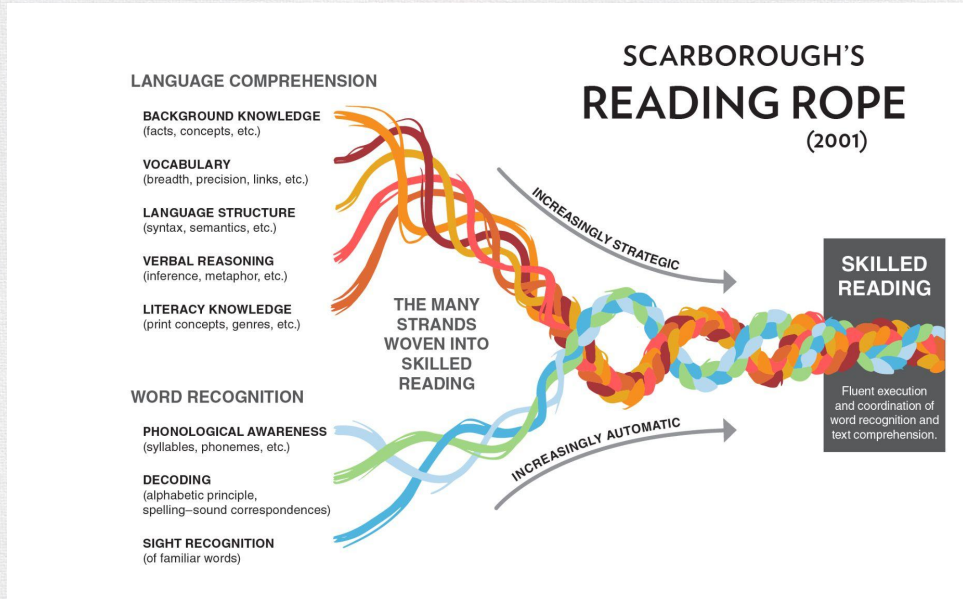 SCARBOROUGH'S
READING ROPE
(2001)
LANGUAGE COMPREHENSION
BACKGROUND KNOWLEDGE
(facts, concepts, etc.)
VOCABULARY
(breadth, precision, links, etc.)
LANGUAGE STRUCTURE
(syntax, semantics, etc.)
VERBAL REASONING
(inference, metaphor, etc.)
LITERACY KNOWLEDGE
(print concepts, genres, etc.)
THE MANY
STRANDS
WOVEN INTO
SKILLED
READING
WORD RECOGNITION
PHONOLOGICAL AWARENESS
(syllables, phonemes, etc.)
DECODING
(alphabetic principle,
spelling–sound correspondences)
SIGHT RECOGNITION
(of familiar words)
INCREASINGLY STRATEGIC
INCREASINGLY AUTOMATIC
SKILLED
READING
Fluent execution
and coordination of
word recognition and
text comprehension.